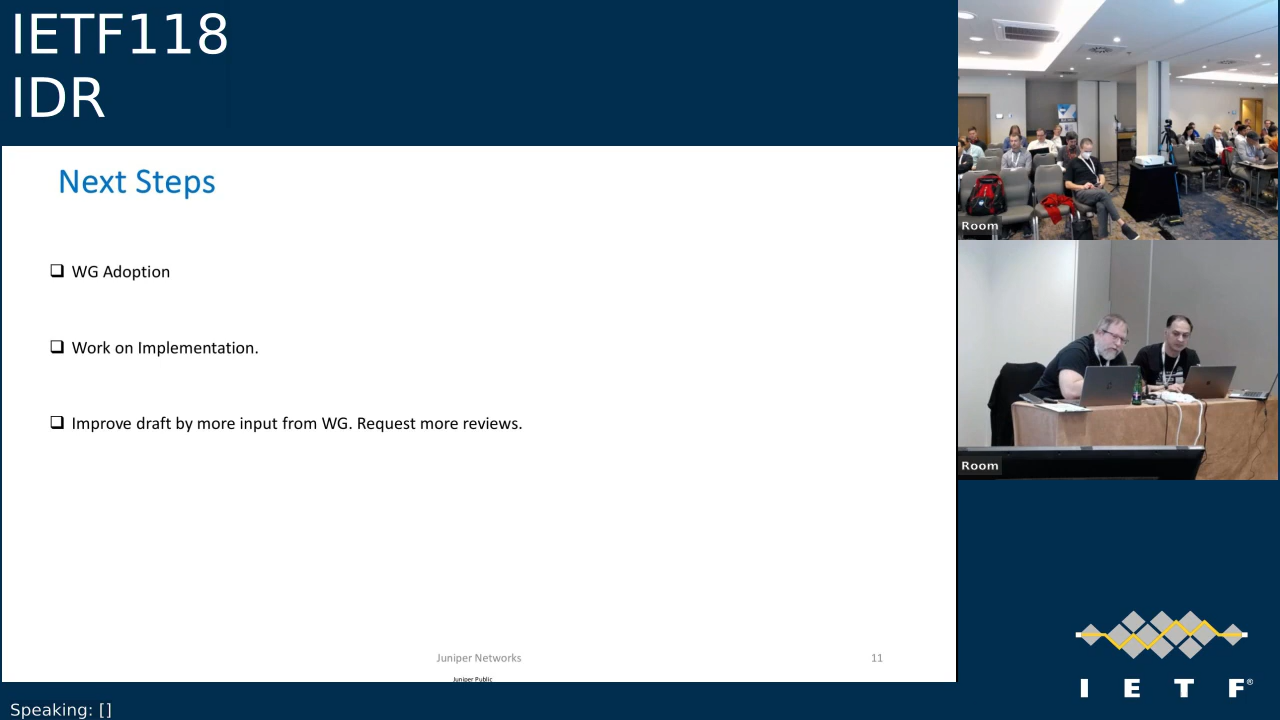 IETF118
IDR
Next Steps
❑ WG Adoption
❑ Work on Implementation.
❑ Improve draft by more input from WG. Request more reviews.
Juniper Networks
11
Juniper Public
Speaking: []
Room
Room
I E T F®